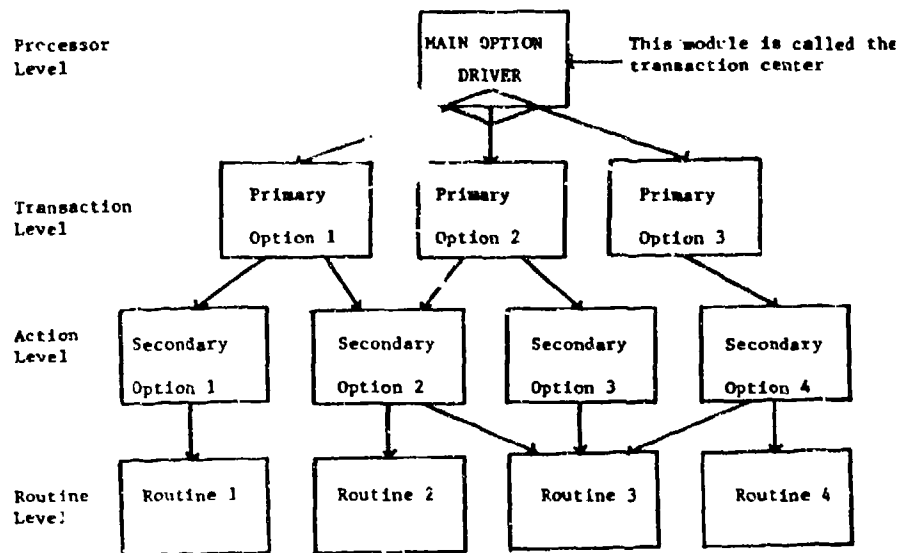 Processor
Level
MAIN OPTION
DRIVER
This module is called the
transaction center
Transaction
Level
Primary
Option 1
Primary
Option 2
Primary
Option 3
Action
Level
Secondary
Option 1
Secondary
Option 2
Secondary
Option 3
Secondary
Option 4
Routine
Level
Routine 1
Routine 2
Routine 3
Routine 4